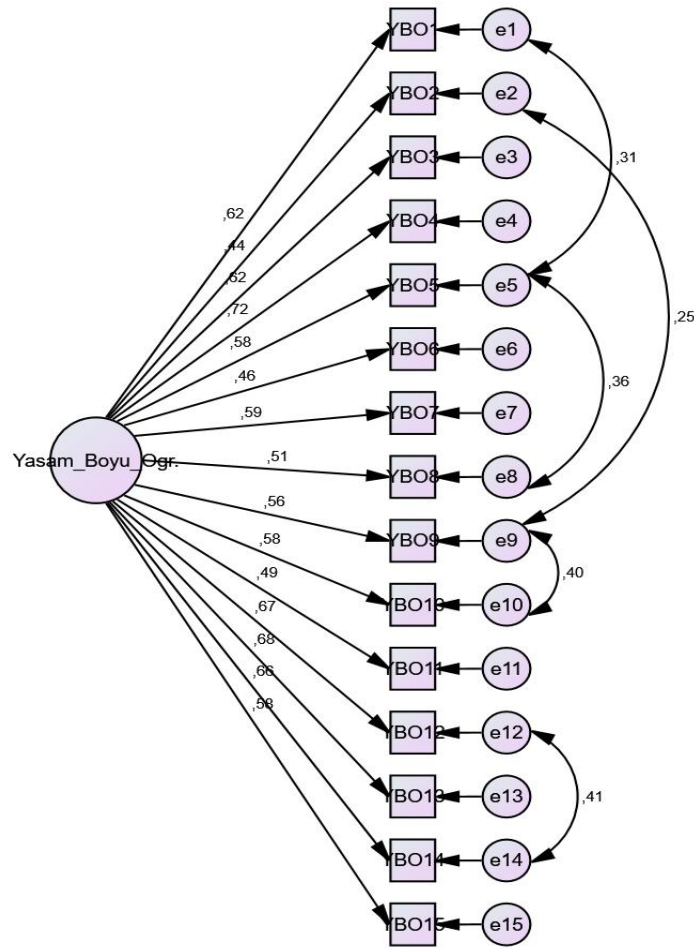 YBO1
e1
YBO2
e2
YBO3
e3
,31
,62
YBO4
e4
,44
,62
YBO5
e5
,72
,25
,58
YBO6
e6
,46
,36
,59
YBO7
e7
Yasam_Boyu_Ogr.
,51
YBO8
e8
,56
YBO9
e9
,58
,40
,49
YBO10
e10
,67
,68
YBO11
e11
,66
,58
YBO12
e12
YBO13
e13
,41
YBO14
e14
YBO15
e15